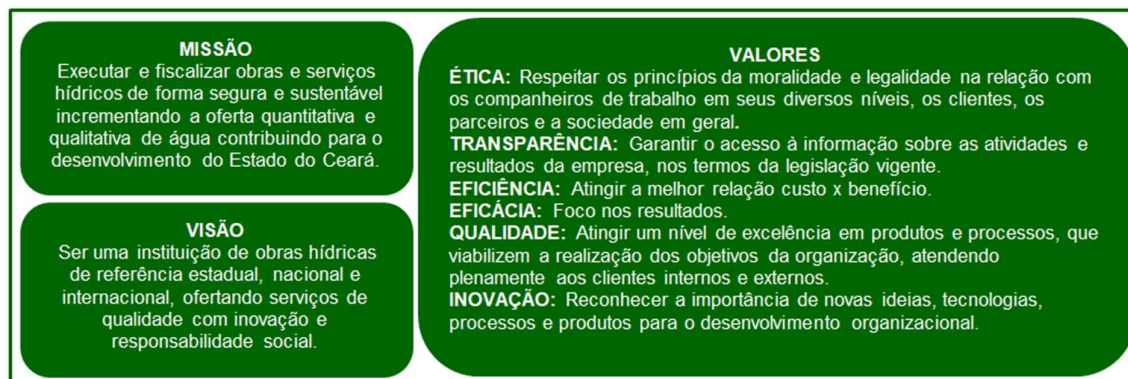 MISSÃO
Executar e fiscalizar obras e serviços
hídricos de forma segura e sustentável
incrementando a oferta quantitativa e
qualitativa de água contribuindo para o
desenvolvimento do Estado do Ceará.
VISÃO
Ser uma instituição de obras hídricas
de referência estadual, nacional e
internacional, ofertando serviços de
qualidade com inovação e
responsabilidade social.
VALORES
ÉTICA: Respeitar os princípios da moralidade e legalidade na relação com
os companheiros de trabalho em seus diversos níveis, os clientes, os
parceiros e a sociedade em geral.
TRANSPARÊNCIA: Garantir o acesso à informação sobre as atividades e
resultados da empresa, nos termos da legislação vigente.
EFICIÊNCIA: Atingir a melhor relação custo x benefício.
EFICÁCIA: Foco nos resultados.
QUALIDADE: Atingir um nível de excelência em produtos e processos, que
viabilizem a realização dos objetivos da organização, atendendo
plenamente aos clientes internos e externos.
INOVAÇÃO: Reconhecer a importância de novas ideias, tecnologias,
processos e produtos para o desenvolvimento organizacional.